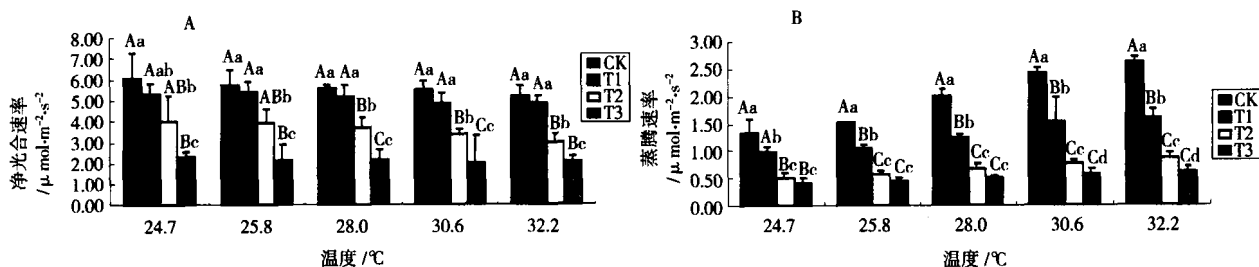 A
8.00
7.00
6.00
5.00
4.00
3.00
2.00
1.00
0.00
净光合速率
/μmol·m⁻²·s⁻²
Aa Aab ABb Bc
Aa Aa ABb Bc
Aa Aa Bb Cc
Aa Aa Bb Cc
Aa Aa Bb Bc
CK
T1
T2
T3
24.7 25.8 28.0 30.6 32.2
温度/℃
B
3.00
2.50
2.00
1.50
1.00
0.50
0.00
蒸腾速率
/μmol·m⁻²·s⁻²
Aa Ab Bc Bc
Aa Bb Cc Cc
Aa Bb Cc Cc
Aa Bb Cc Cd
Aa Bb Cc Cd
CK
T1
T2
T3
24.7 25.8 28.0 30.6 32.2
温度/℃